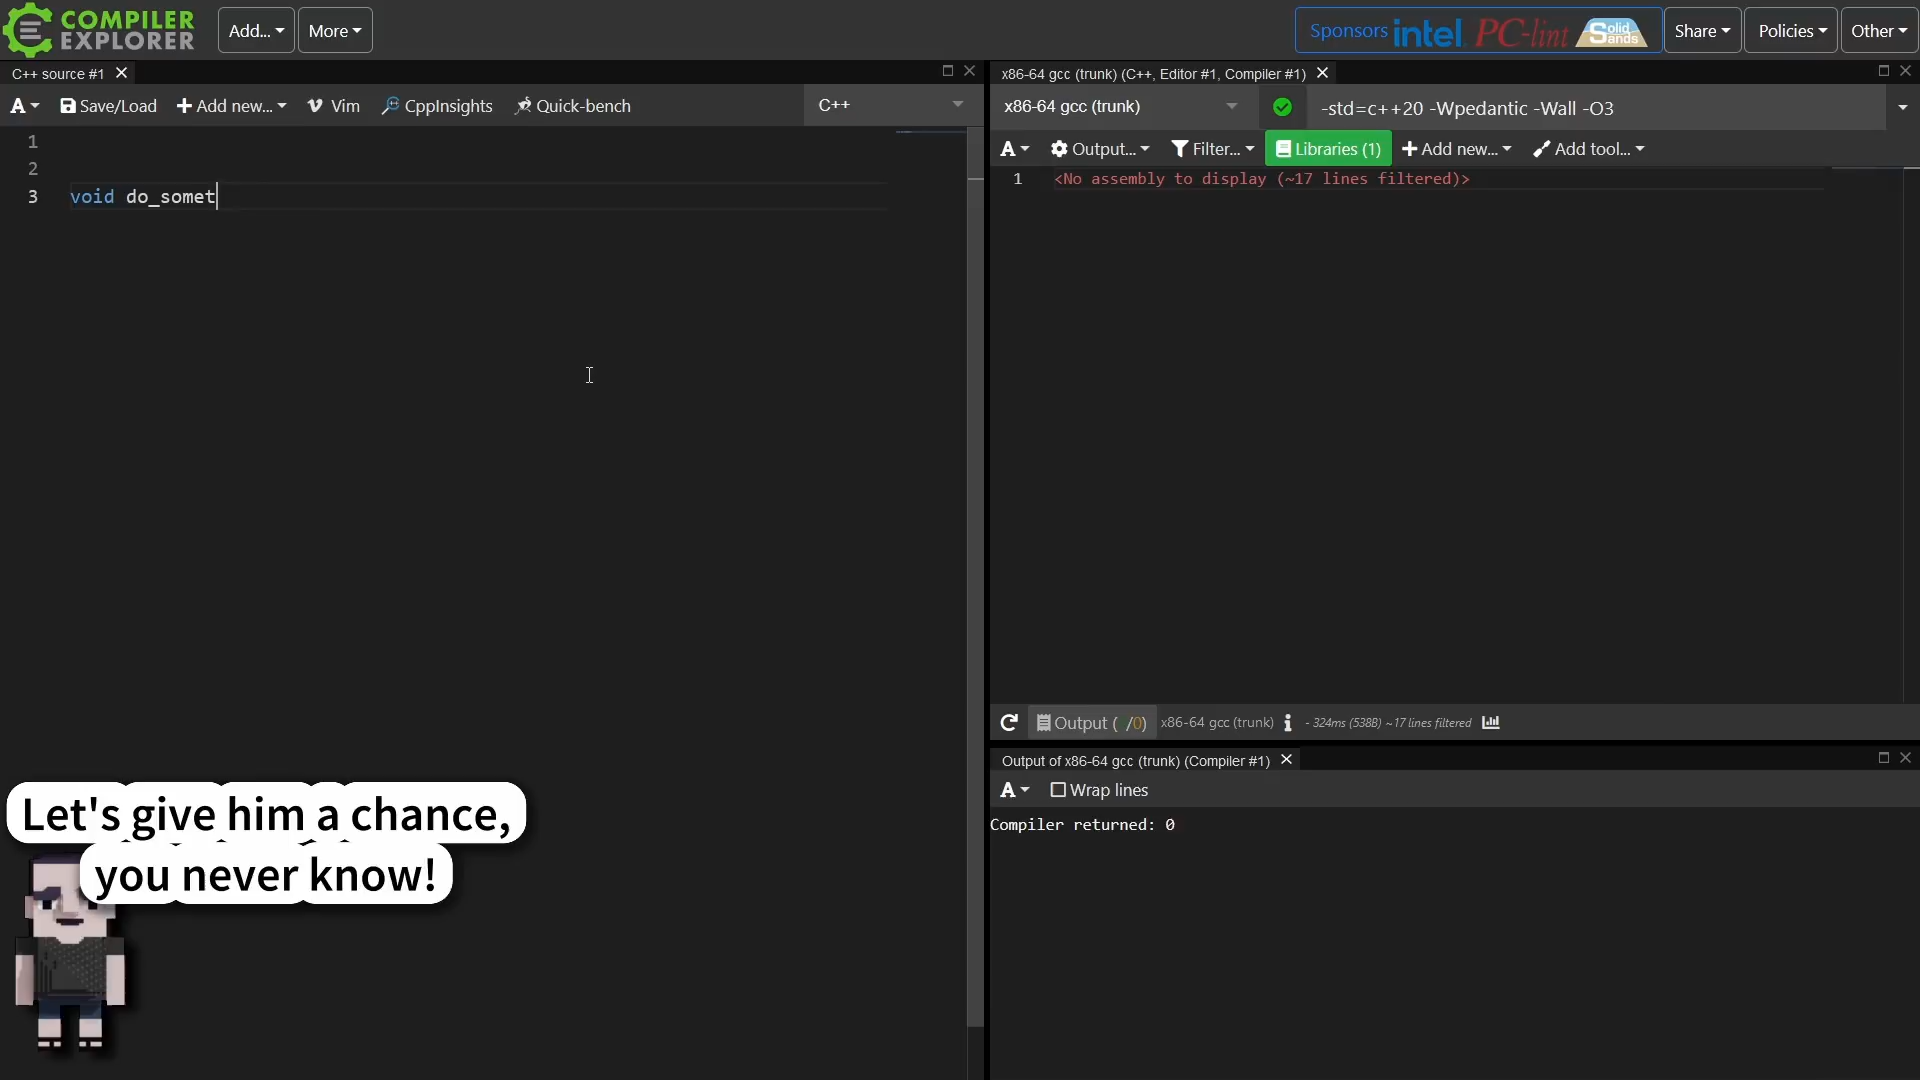 COMPILER
EXPLORER
Add...
More
Sponsors intel. PC-lint Solid Sands
Share
Policies
Other
C++ source #1
A
Save/Load
Add new...
Vim
CppInsights
Quick-bench
C++
1
2
3 void do_somet
x86-64 gcc (trunk) (C++, Editor #1, Compiler #1)
x86-64 gcc (trunk)
-std=c++20 -Wpedantic -Wall -O3
A
Output...
Filter...
Libraries (1)
Add new...
Add tool...
1 <No assembly to display (~17 lines filtered)>
Output ( /0) x86-64 gcc (trunk) i - 324ms (538B) ~17 lines filtered
Output of x86-64 gcc (trunk) (Compiler #1)
A
Wrap lines
Compiler returned: 0
Let's give him a chance,
you never know!